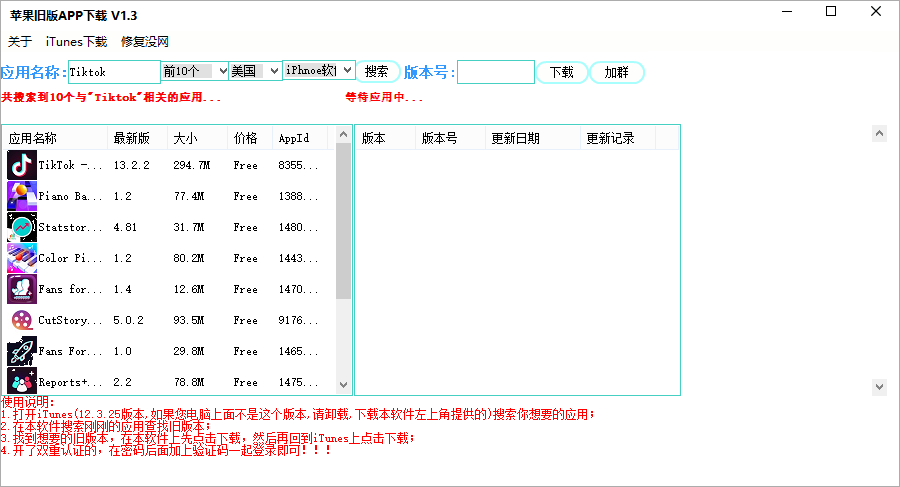 苹果旧版APP下载 V1.3
关于 iTunes下载 修复没网
应用名称: Tiktok 前10个 美国 iPhnoe软 搜索 版本号: 下载 加群
共搜索到10个与"Tiktok"相关的应用... 等待应用中...
应用名称 最新版 大小 价格 AppId 版本 版本号 更新日期 更新记录
TikTok -... 13.2.2 294.7M Free 8355...
Piano Ba... 1.2 77.4M Free 1388...
Statstor... 4.81 31.7M Free 1480...
Color Pi... 1.2 80.2M Free 1443...
Fans for... 1.4 12.6M Free 1470...
CutStory... 5.0.2 93.5M Free 9176...
Fans For... 1.0 29.8M Free 1465...
Reports+... 2.2 78.8M Free 1475...
使用说明:
1.打开iTunes(12.3.25版本,如果您电脑上面不是这个版本,请卸载,下载本软件左上角提供的)搜索你想要的应用;
2.在本软件搜索刚刚的应用查找旧版本;
3.找到想要的旧版本，在本软件上先点击下载，然后再回到iTunes上点击下载;
4.开了双重认证的，在密码后面加上验证码一起登录即可！！！